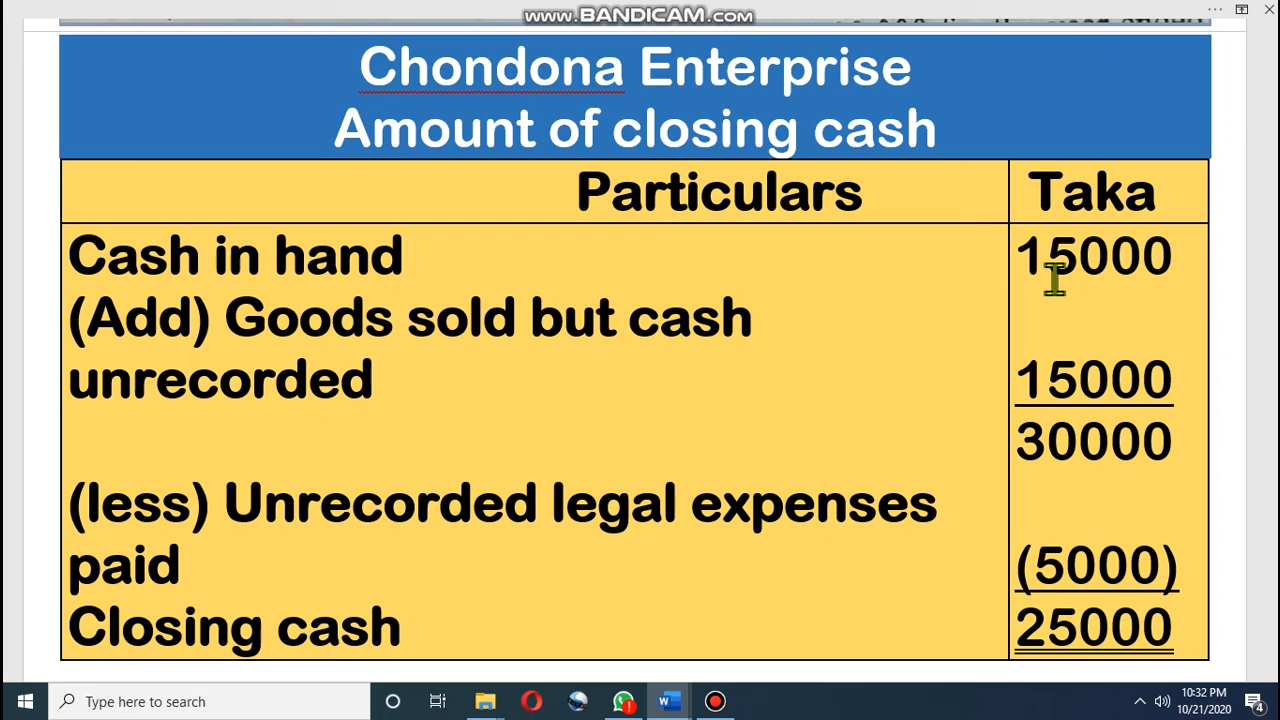 www.BANDICAM.com
Chondona Enterprise
Amount of closing cash
Particulars Taka
Cash in hand 15000
(Add) Goods sold but cash
unrecorded 15000
30000
(less) Unrecorded legal expenses
paid (5000)
Closing cash 25000
Type here to search
10:32 PM
10/21/2020
4